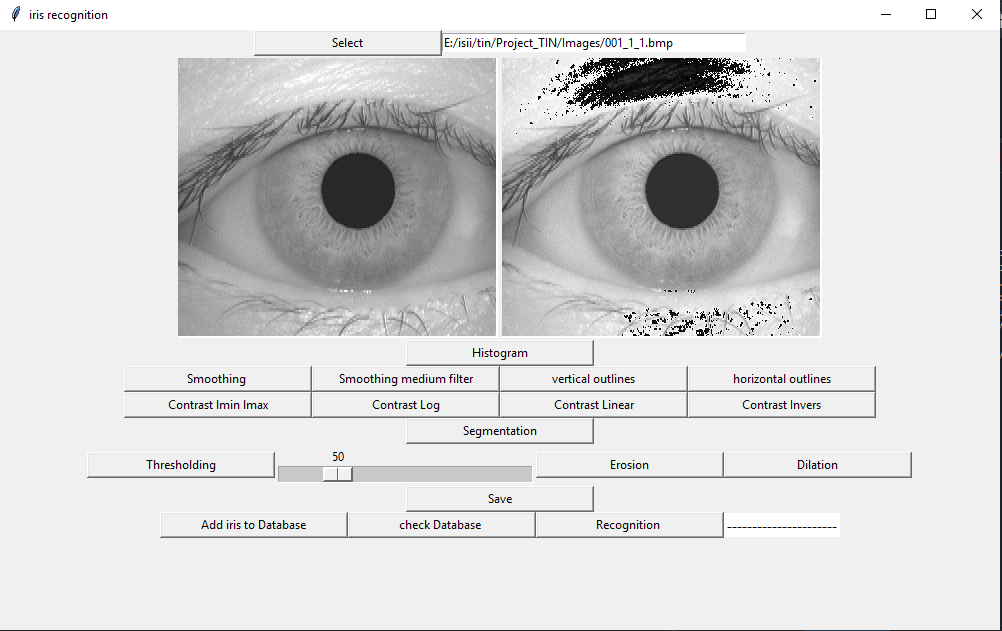 iris recognition
Select E:/isii/tin/Project_TIN/Images/001_1_1.bmp
Histogram
Smoothing Smoothing medium filter vertical outlines horizontal outlines
Contrast Imin Imax Contrast Log Contrast Linear Contrast Invers
Segmentation
50
Thresholding Erosion Dilation
Save
Add iris to Database check Database Recognition ----------------------